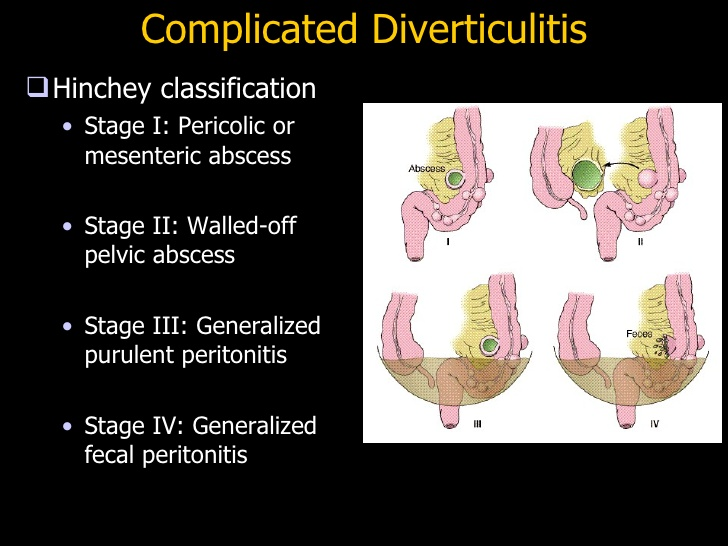 Complicated Diverticulitis
❑Hinchey classification
• Stage I: Pericolic or
mesenteric abscess
• Stage II: Walled-off
pelvic abscess
• Stage III: Generalized
purulent peritonitis
• Stage IV: Generalized
fecal peritonitis
Abscess
I
II
Feces
III
IV